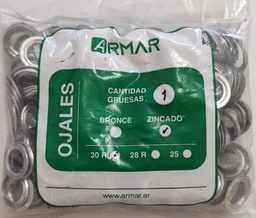 ARMAR
OJALES
CANTIDAD
GRUESAS
1
BRONCE ZINCADO
30 R 28 R 25
www.armar.ar